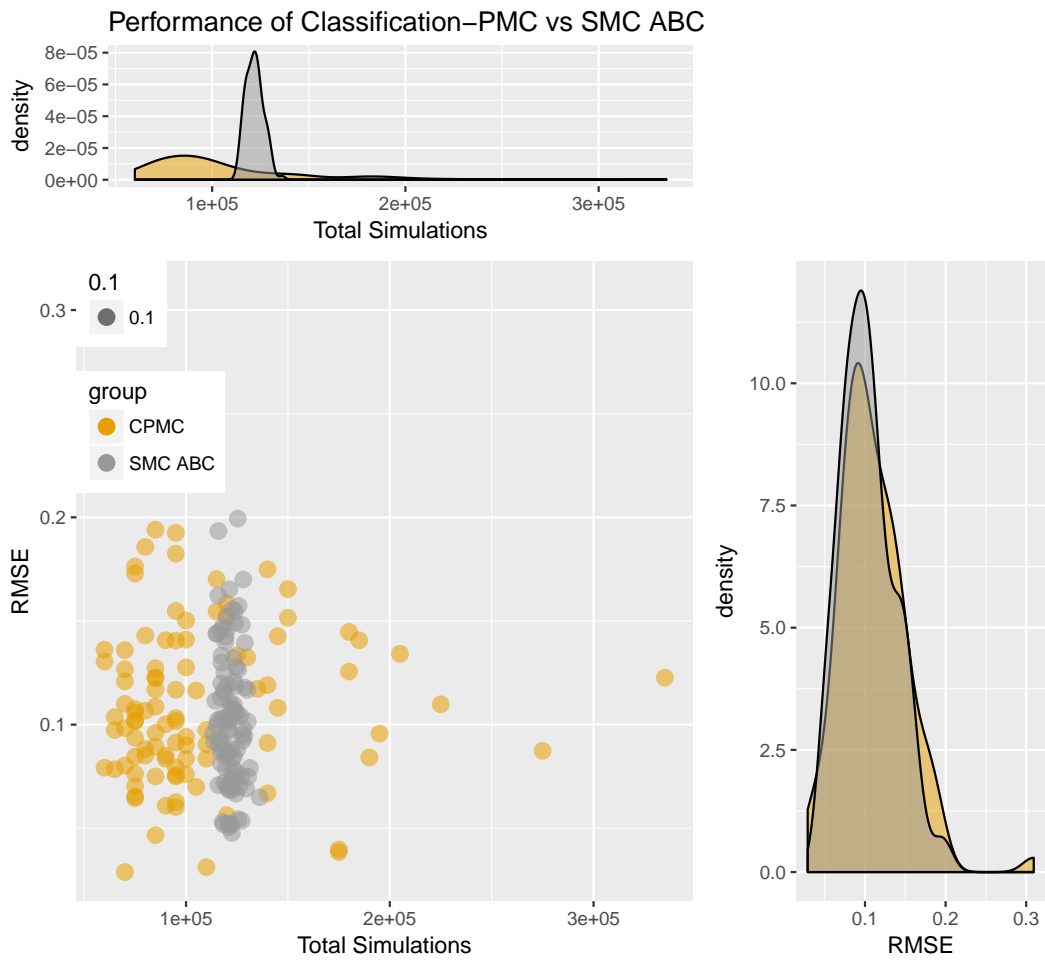 Performance of Classification−PMC vs SMC ABC
density
8e−05
6e−05
4e−05
2e−05
0e+00
1e+05 2e+05 3e+05
Total Simulations
RMSE
0.3
0.2
0.1
0.1
0.1
group
CPMC
SMC ABC
1e+05 2e+05 3e+05
Total Simulations
density
10.0
7.5
5.0
2.5
0.0
0.1 0.2 0.3
RMSE